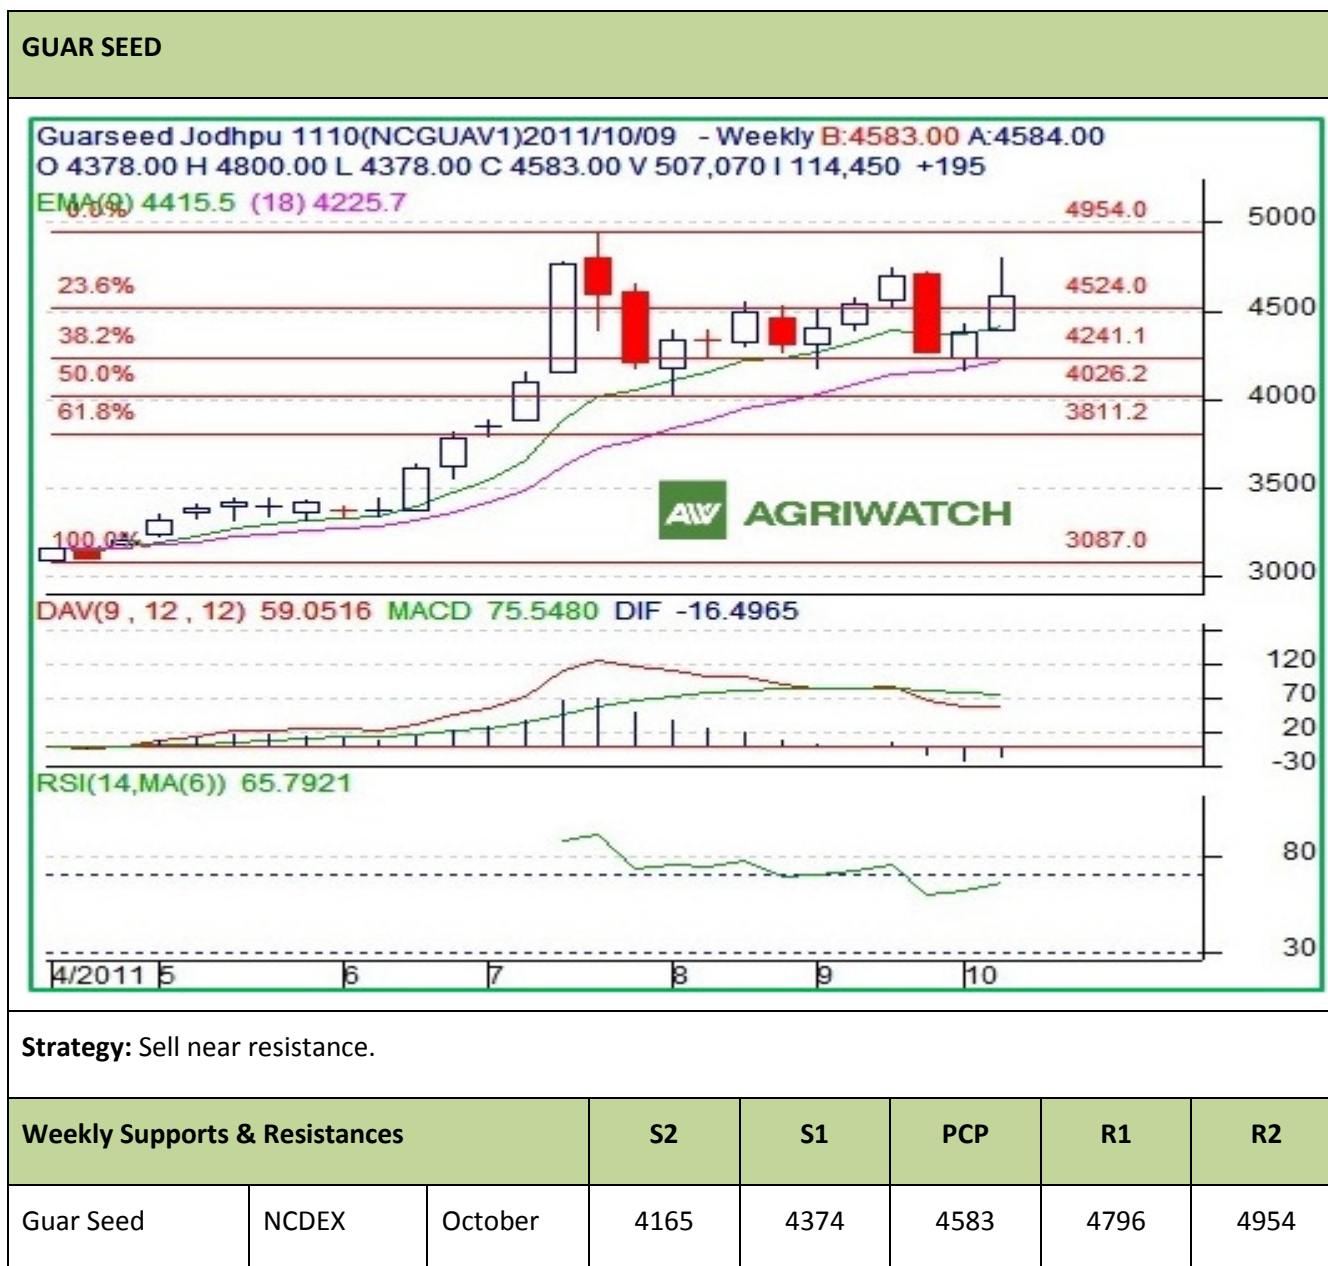 GUAR SEED
Guarseed Jodhpu 1110(NCGUAV1)2011/10/09 - Weekly B:4583.00 A:4584.00
O 4378.00 H 4800.00 L 4378.00 C 4583.00 V 507,070 I 114,450 +195
EMA(9) 4415.5 (18) 4225.7
0.0% 4954.0 5000
23.6% 4524.0 4500
38.2% 4241.1
50.0% 4026.2 4000
61.8% 3811.2
3500
AW AGRIWATCH
100.0% 3087.0 3000
DAV(9 , 12 , 12) 59.0516 MACD 75.5480 DIF -16.4965
120
70
20
-30
RSI(14,MA(6)) 65.7921
80
30
4/2011 5 6 7 8 9 10
Strategy: Sell near resistance.
Weekly Supports & Resistances S2 S1 PCP R1 R2
Guar Seed NCDEX October 4165 4374 4583 4796 4954